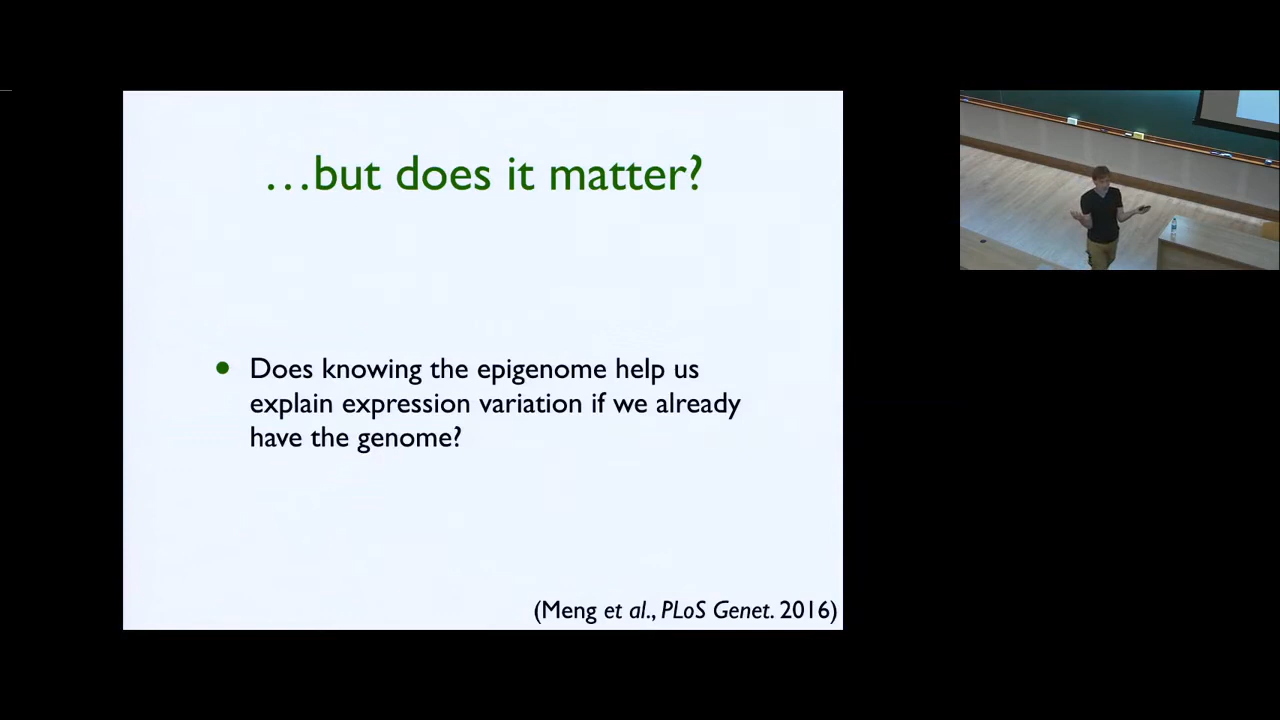 ...but does it matter?
• Does knowing the epigenome help us
explain expression variation if we already
have the genome?
(Meng et al., PLoS Genet. 2016)